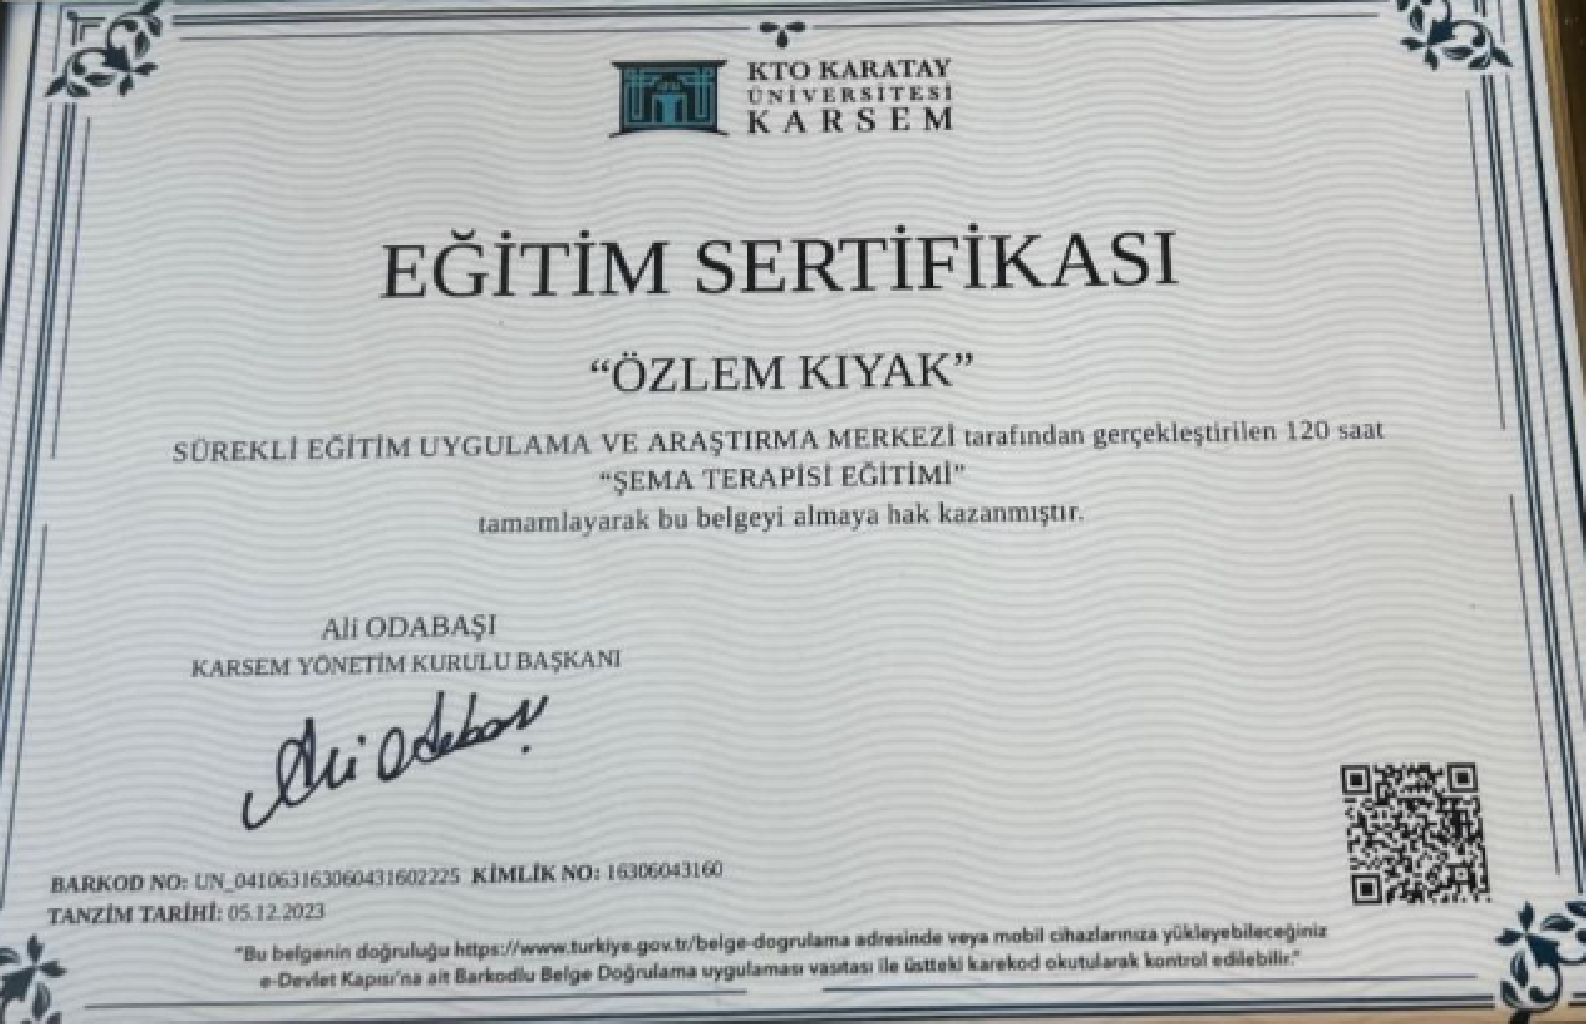 KTO KARATAY
ÜNİVERSİTESİ
KARSEM
EĞİTİM SERTİFİKASI
“ÖZLEM KIYAK”
SÜREKLİ EĞİTİM UYGULAMA VE ARAŞTIRMA MERKEZİ tarafından gerçekleştirilen 120 saat
“ŞEMA TERAPİSİ EĞİTİMİ”
tamamlayarak bu belgeyi almaya hak kazanmıştır.
Ali ODABAŞI
KARSEM YÖNETİM KURULU BAŞKANI
Ali Odabaşı
BARKOD NO: UN_041063163060431602225 KİMLİK NO: 16306043160
TANZİM TARİHİ: 05.12.2023
"Bu belgenin doğruluğu https://www.turkiye.gov.tr/belge-dogrulama adresinde veya mobil cihazlarınıza yükleyebileceğiniz
e-Devlet Kapısı'na ait Barkodlu Belge Doğrulama uygulaması vasıtası ile üstteki karekod okutularak kontrol edilebilir."